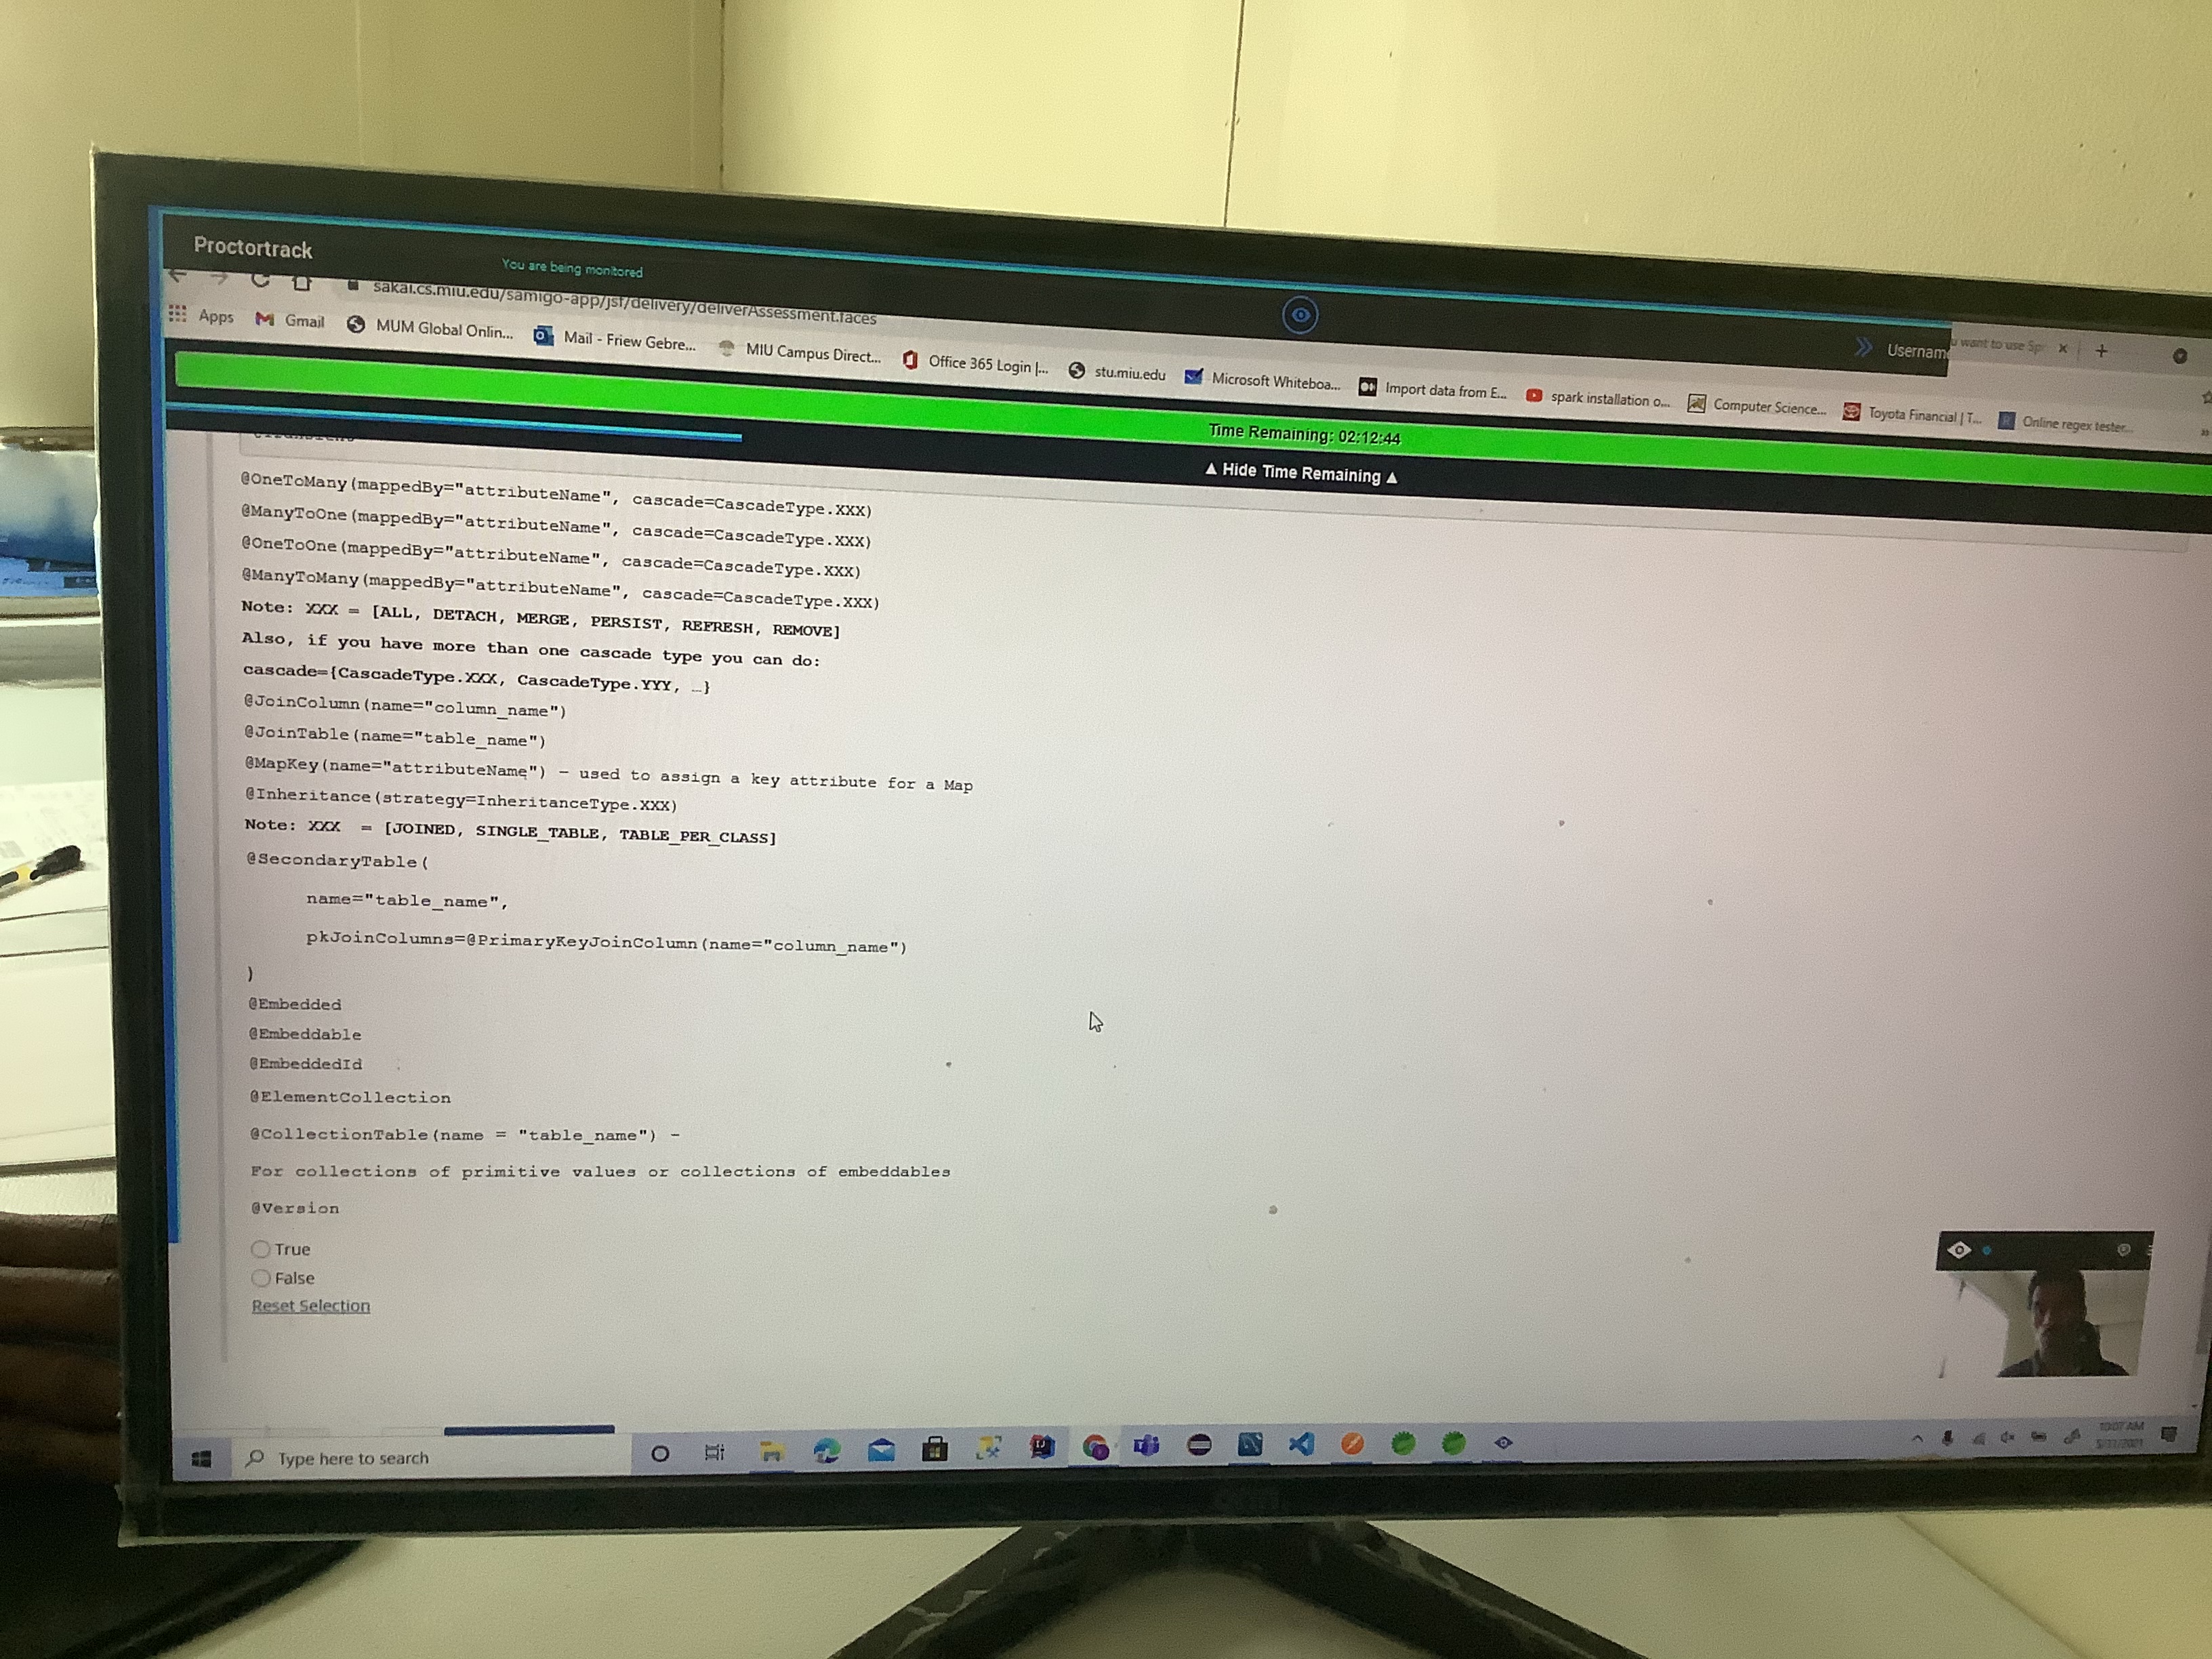 Proctortrack
You are being monitored
sakai.cs.miu.edu/samigo-app/jsf/delivery/deliverAssessment.faces
Usernam
u want to use Spr
Apps
Gmail
MUM Global Onlin...
Mail - Friew Gebre...
MIU Campus Direct...
Office 365 Login |...
stu.miu.edu
Microsoft Whiteboa...
Import data from E...
spark installation o...
Computer Science...
Toyota Financial | T...
Online regex tester...
Time Remaining: 02:12:44
▲ Hide Time Remaining ▲
@OneToMany(mappedBy="attributeName", cascade=CascadeType.XXX)
@ManyToOne(mappedBy="attributeName", cascade=CascadeType.XXX)
@OneToOne(mappedBy="attributeName", cascade=CascadeType.XXX)
@ManyToMany(mappedBy="attributeName", cascade=CascadeType.XXX)
Note: XXX = [ALL, DETACH, MERGE, PERSIST, REFRESH, REMOVE]
Also, if you have more than one cascade type you can do:
cascade={CascadeType.XXX, CascadeType.YYY, …}
@JoinColumn(name="column_name")
@JoinTable(name="table_name")
@MapKey(name="attributeName") – used to assign a key attribute for a Map
@Inheritance(strategy=InheritanceType.XXX)
Note: XXX = [JOINED, SINGLE_TABLE, TABLE_PER_CLASS]
@SecondaryTable(
name="table_name",
pkJoinColumns=@PrimaryKeyJoinColumn(name="column_name")
)
@Embedded
@Embeddable
@EmbeddedId
@ElementCollection
@CollectionTable(name = "table_name") –
For collections of primitive values or collections of embeddables
@Version
True
False
Reset Selection
Type here to search
10:07 AM